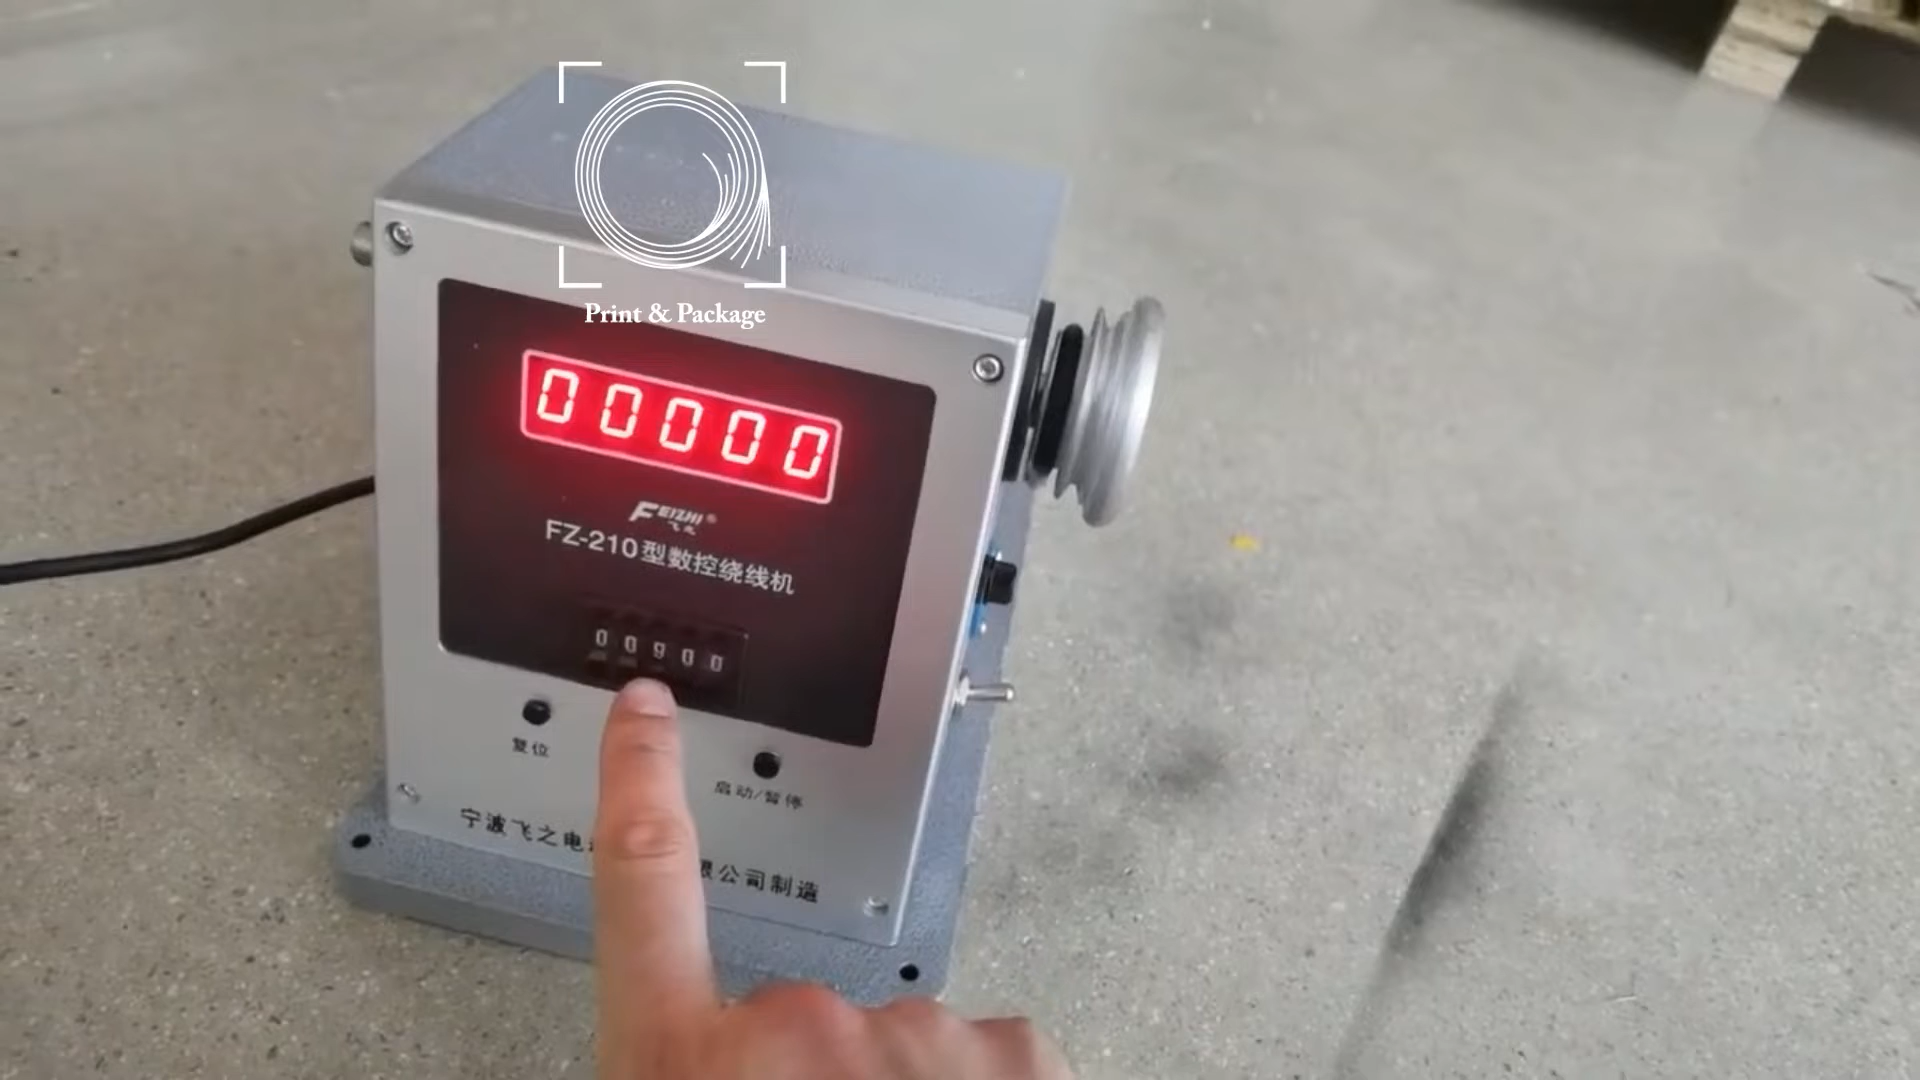 Print & Package
00000
FEIZHI®
飞之
FZ-210型数控绕线机
00900
复位
启动/暂停
宁波飞之电 限公司制造